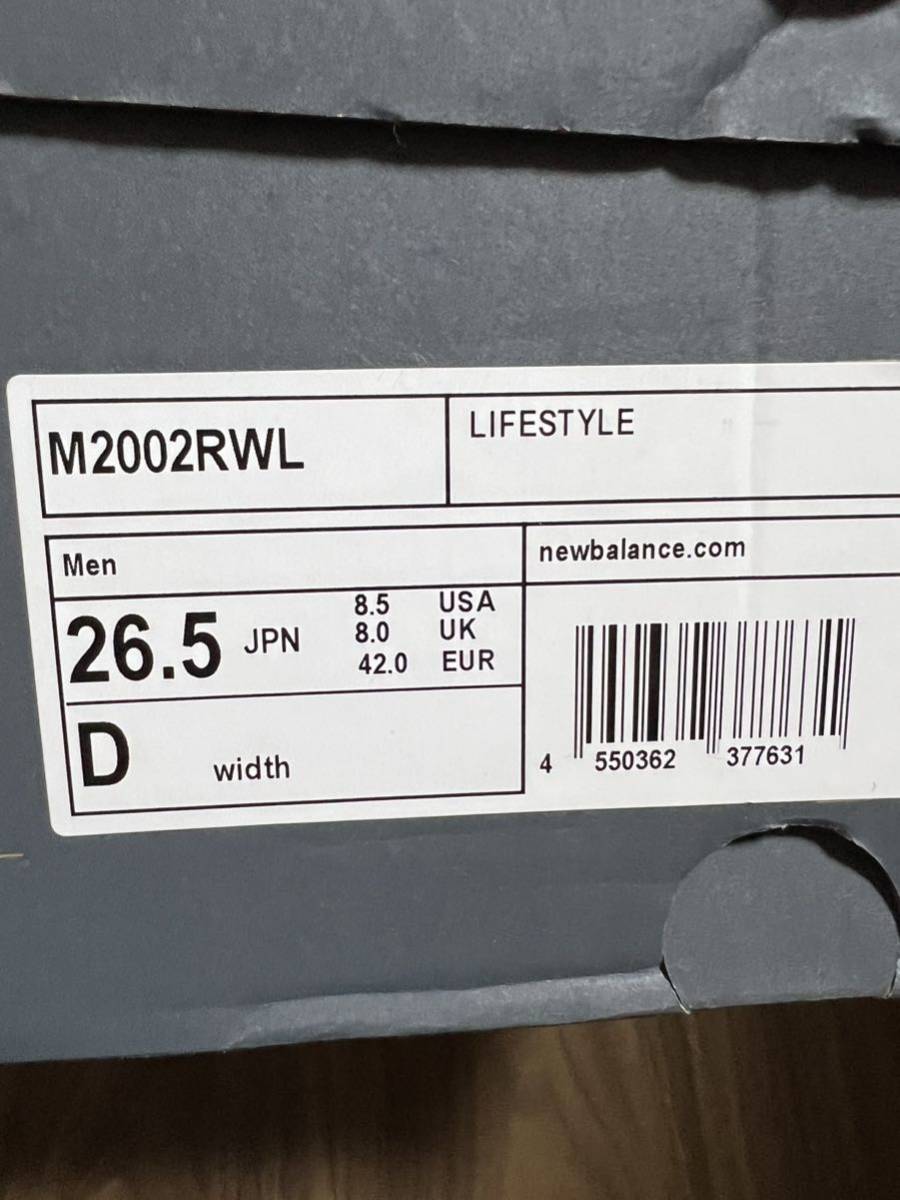 M2002RWL
LIFESTYLE
Men
newbalance.com
26.5 JPN
8.5 USA
8.0 UK
42.0 EUR
D width
4 550362 377631